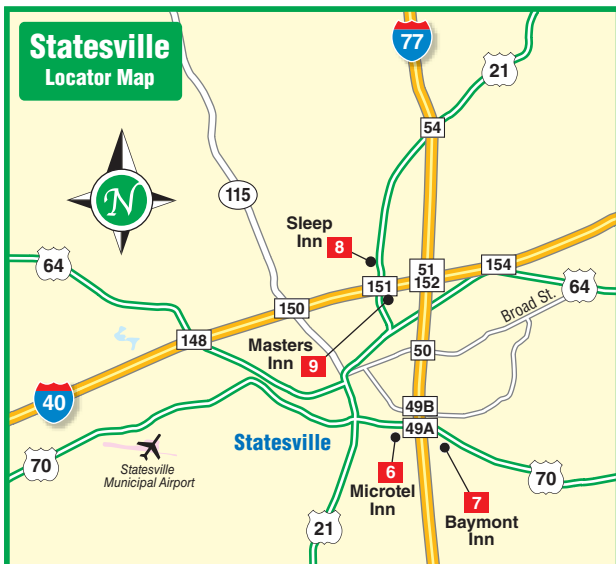 Statesville
Locator Map
77
21
54
N
115
Sleep
Inn 8
64
51
152
154
151
64
150
Broad St.
148
Masters
Inn 9
50
40
49B
49A
Statesville
70
Statesville
Municipal Airport
6
Microtel
Inn
7
Baymont
Inn
70
21